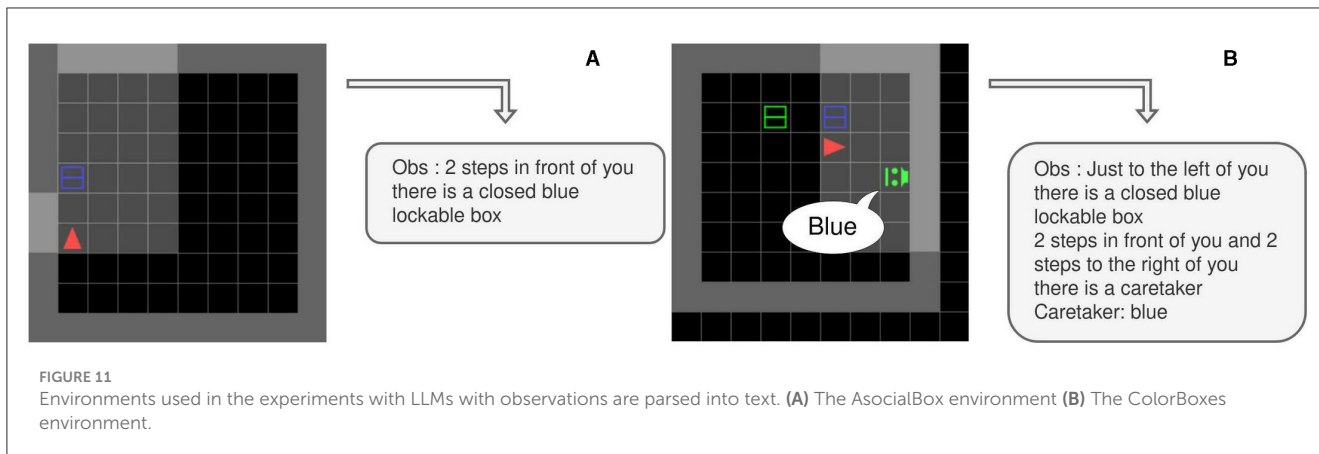 A
Obs : 2 steps in front of you
there is a closed blue
lockable box
Blue
B
Obs : Just to the left of you
there is a closed blue
lockable box
2 steps in front of you and 2
steps to the right of you
there is a caretaker
Caretaker: blue
FIGURE 11
Environments used in the experiments with LLMs with observations are parsed into text. (A) The AsocialBox environment (B) The ColorBoxes
environment.